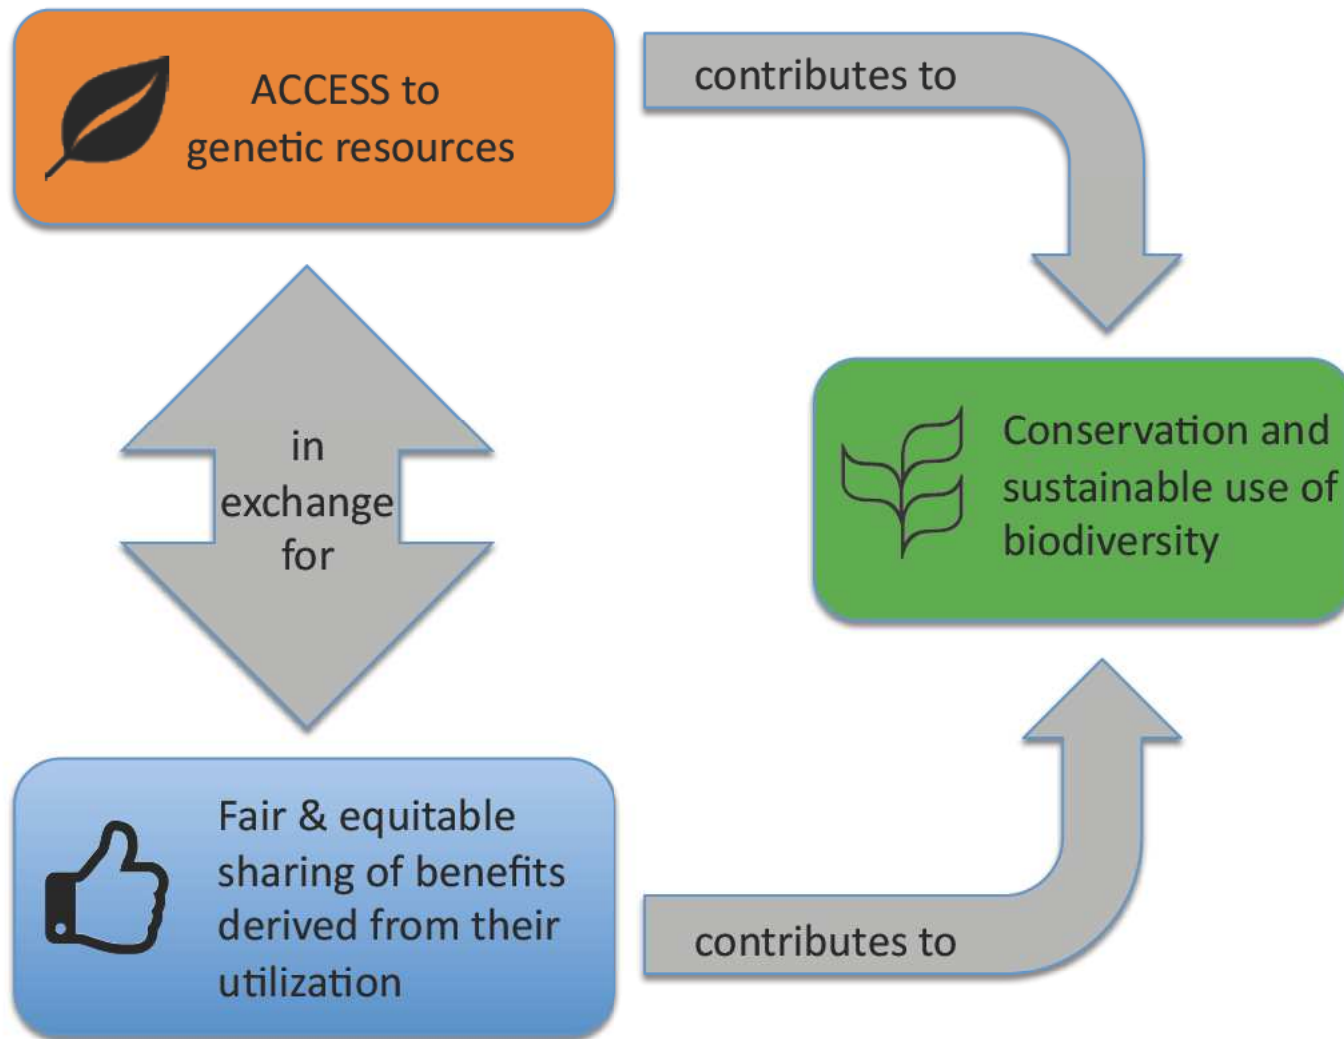 ACCESS to
genetic resources
contributes to
in
exchange
for
Conservation and
sustainable use of
biodiversity
Fair & equitable
sharing of benefits
derived from their
utilization
contributes to